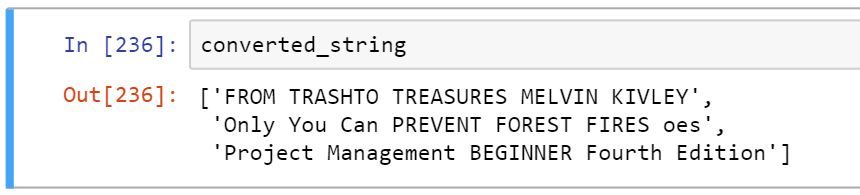 In [236]: converted_string
Out[236]: ['FROM TRASHTO TREASURES MELVIN KIVLEY',
'Only You Can PREVENT FOREST FIRES oes',
'Project Management BEGINNER Fourth Edition']